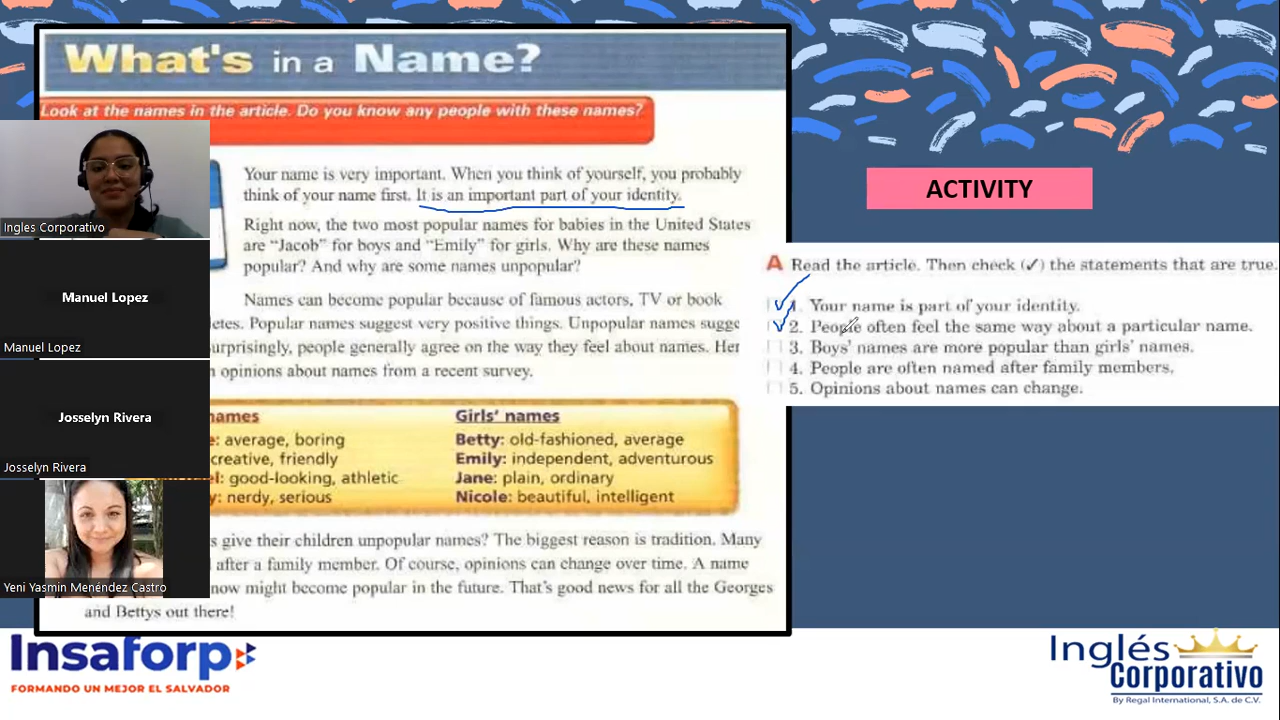 What's in a Name?
Look at the names in the article. Do you know any people with these names?
Your name is very important. When you think of yourself, you probably
think of your name first. It is an important part of your identity.
Right now, the two most popular names for babies in the United States
are "Jacob" for boys and "Emily" for girls. Why are these names
popular? And why are some names unpopular?
Names can become popular because of famous actors, TV or book
etes. Popular names suggest very positive things. Unpopular names sugge
urprisingly, people generally agree on the way they feel about names. Her
opinions about names from a recent survey.
names
average, boring
creative, friendly
good-looking, athletic
nerdy, serious
Girls' names
Betty: old-fashioned, average
Emily: independent, adventurous
Jane: plain, ordinary
Nicole: beautiful, intelligent
s give their children unpopular names? The biggest reason is tradition. Many
after a family member. Of course, opinions can change over time. A name
now might become popular in the future. That's good news for all the Georges
and Bettys out there!
ACTIVITY
A Read the article. Then check (✓) the statements that are true.
1. Your name is part of your identity.
2. People often feel the same way about a particular name.
3. Boys' names are more popular than girls' names.
4. People are often named after family members.
5. Opinions about names can change.
Ingles Corporativo
Manuel Lopez
Manuel Lopez
Josselyn Rivera
Josselyn Rivera
Yeni Yasmin Menéndez Castro
Insaforp
FORMANDO UN MEJOR EL SALVADOR
Inglés
Corporativo
By Regal International, S.A. de C.V.